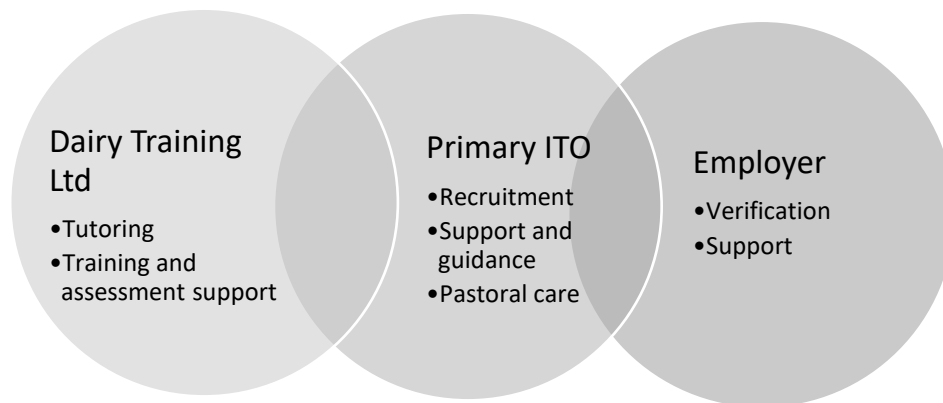 Dairy Training
Ltd
•Tutoring
•Training and
assessment support
Primary ITO
•Recruitment
•Support and
guidance
•Pastoral care
Employer
•Verification
•Support